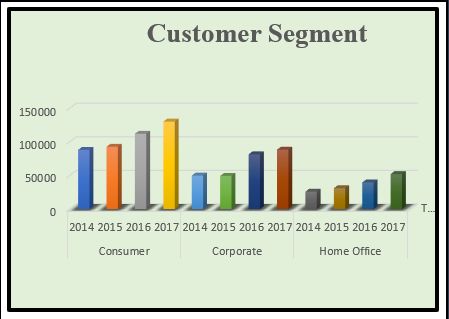 Customer Segment
150000
100000
50000
0
T...
2014 2015 2016 2017 2014 2015 2016 2017 2014 2015 2016 2017
Consumer Corporate Home Office